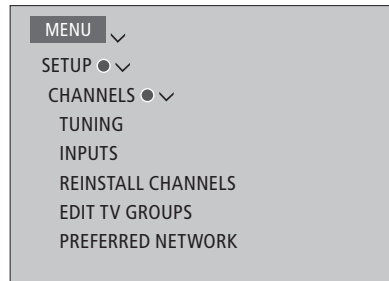 MENU
SETUP
CHANNELS
TUNING
INPUTS
REINSTALL CHANNELS
EDIT TV GROUPS
PREFERRED NETWORK